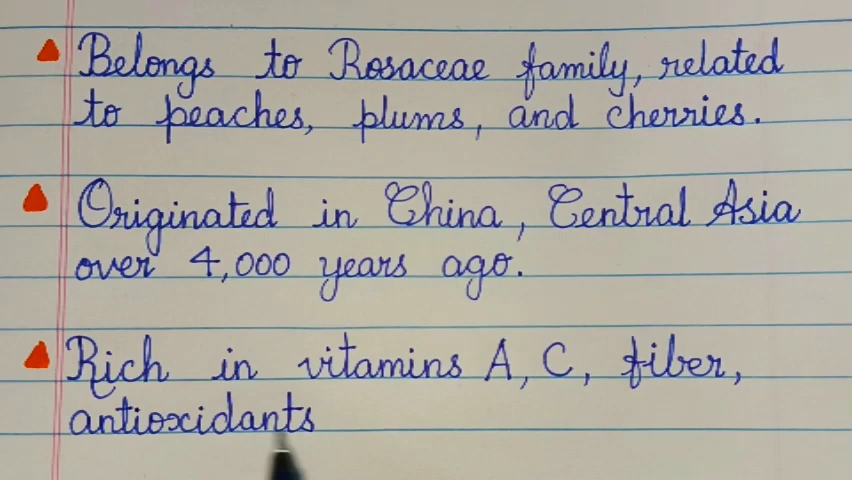 Belongs to Rosaceae family, related
to peaches, plums, and cherries.
Originated in China, Central Asia
over 4,000 years ago.
Rich in vitamins A, C, fiber,
antioxidants